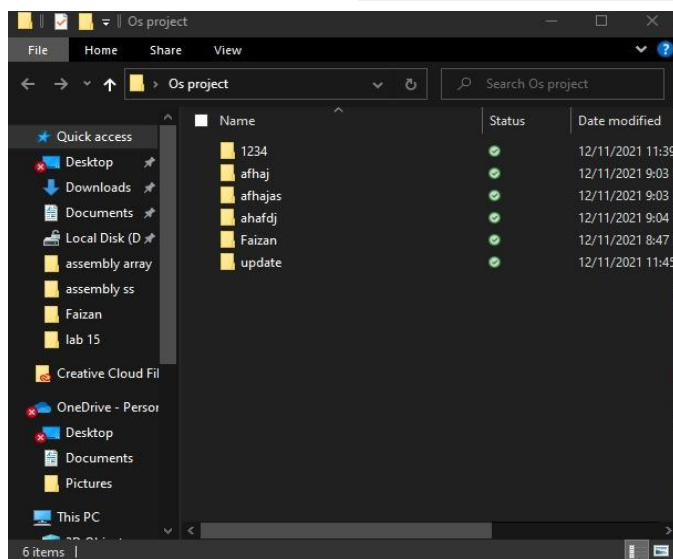 Os project
File Home Share View
Os project
Search Os project
Name Status Date modified
Quick access
Desktop
Downloads
Documents
Local Disk (D
assembly array
assembly ss
Faizan
lab 15
Creative Cloud Fil
OneDrive - Person
Desktop
Documents
Pictures
This PC
1234 12/11/2021 11:39
afhaj 12/11/2021 9:03
afhajas 12/11/2021 9:03
ahafdj 12/11/2021 9:04
Faizan 12/11/2021 8:47
update 12/11/2021 11:45
6 items